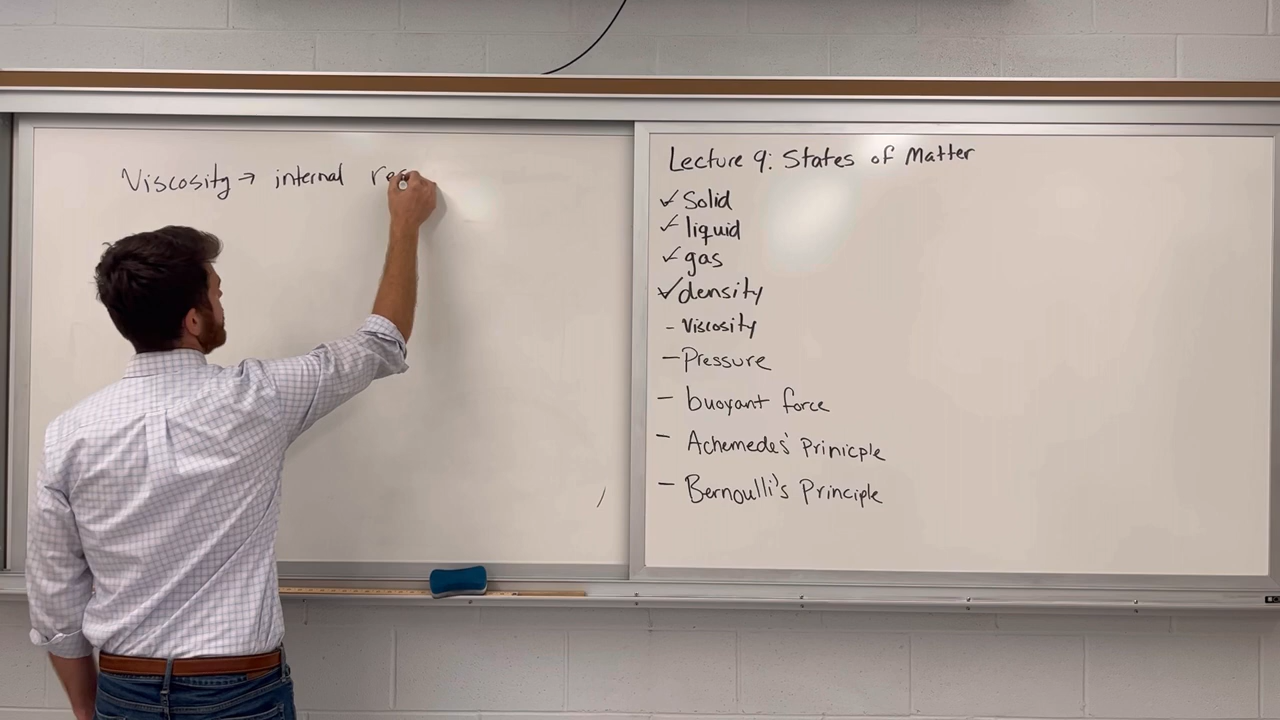 Viscosity → internal res
Lecture 9: States of Matter
✓ Solid
✓ liquid
✓ gas
✓ density
- Viscosity
- Pressure
- buoyant force
- Achemedes' Prinicple
- Bernoulli's Principle